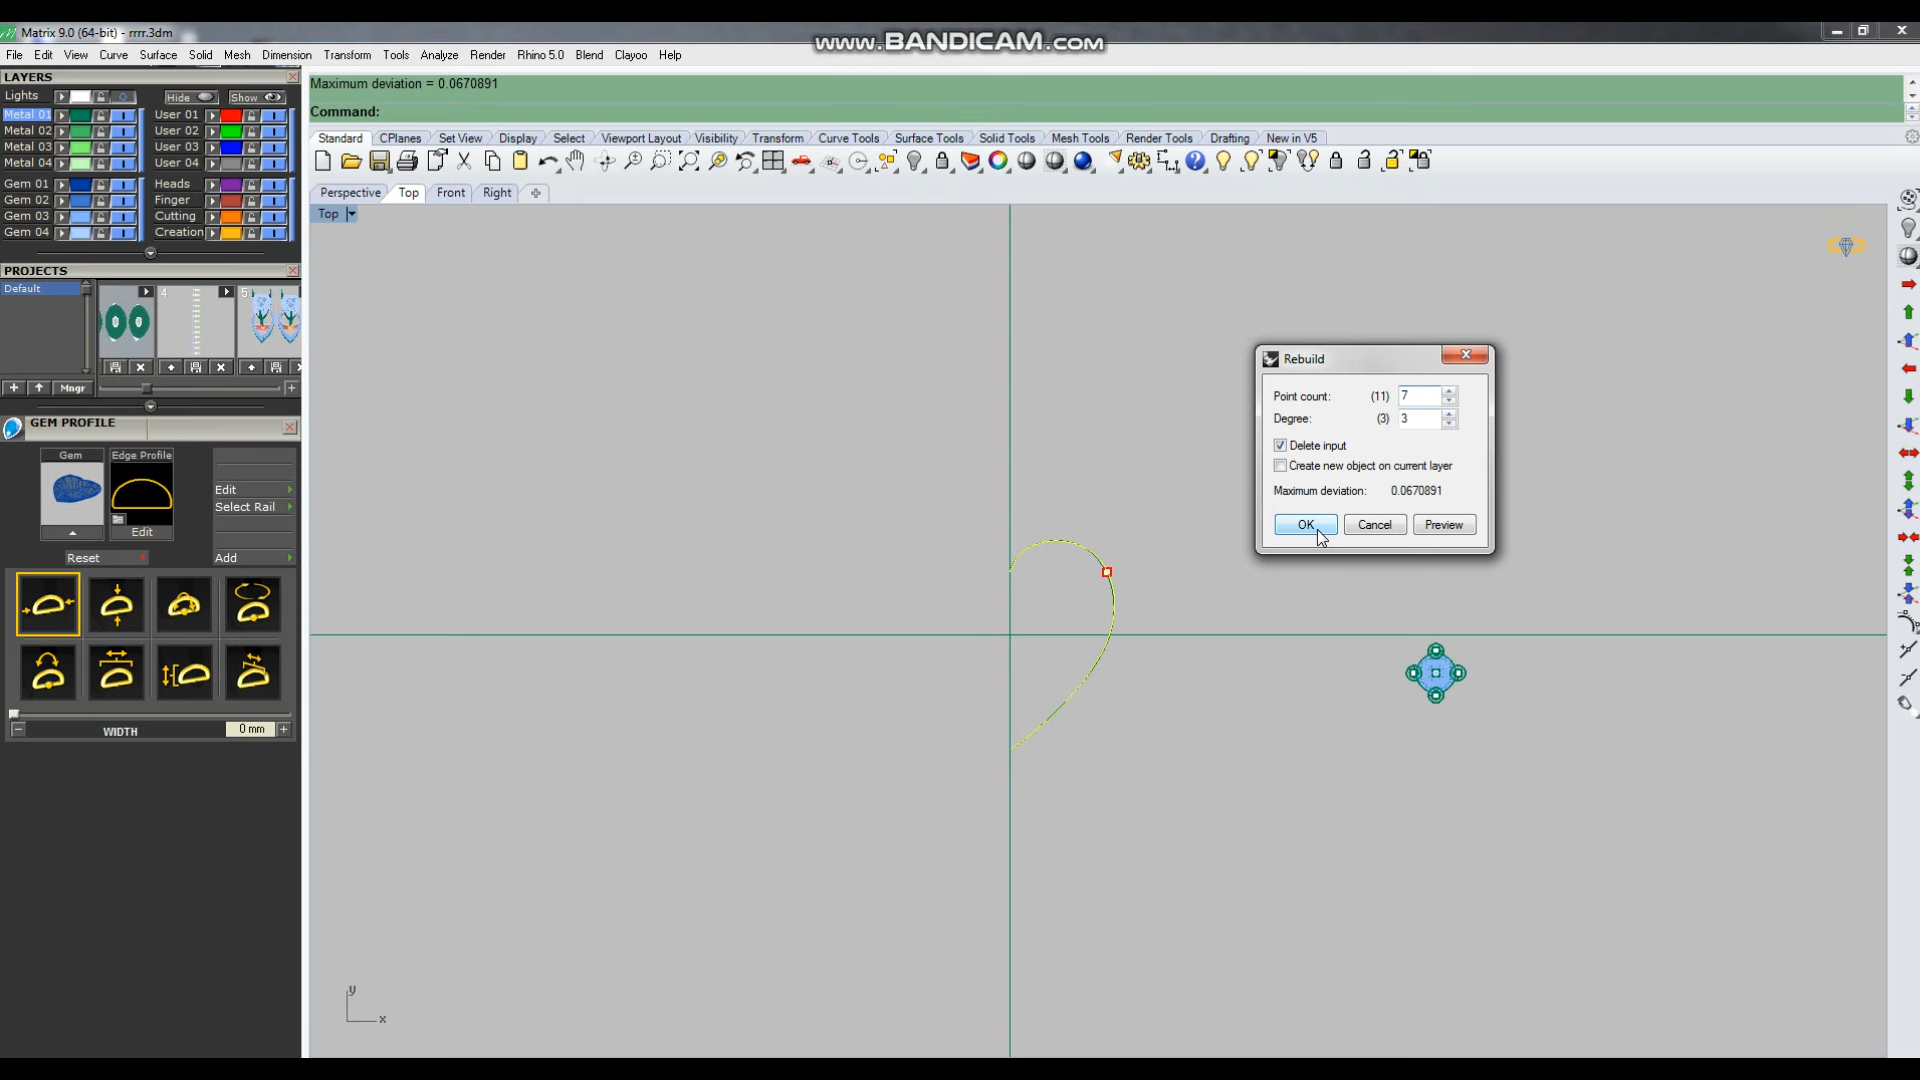 www.BANDICAM.com
Matrix 9.0 (64-bit) - rrrr.3dm
File Edit View Curve Surface Solid Mesh Dimension Transform Tools Analyze Render Rhino 5.0 Blend Clayoo Help
LAYERS
Lights Hide Show
Metal 01 User 01
Metal 02 User 02
Metal 03 User 03
Metal 04 User 04
Gem 01 Heads
Gem 02 Finger
Gem 03 Cutting
Gem 04 Creation
PROJECTS
Default
4 5
Mngr
GEM PROFILE
Gem Edge Profile
Edit
Select Rail
Edit
Reset Add
WIDTH 0 mm
Maximum deviation = 0.0670891
Command:
Standard CPlanes Set View Display Select Viewport Layout Visibility Transform Curve Tools Surface Tools Solid Tools Mesh Tools Render Tools Drafting New in V5
Perspective Top Front Right
Top
Rebuild
Point count: (11) 7
Degree: (3) 3
Delete input
Create new object on current layer
Maximum deviation: 0.0670891
OK Cancel Preview
y
x